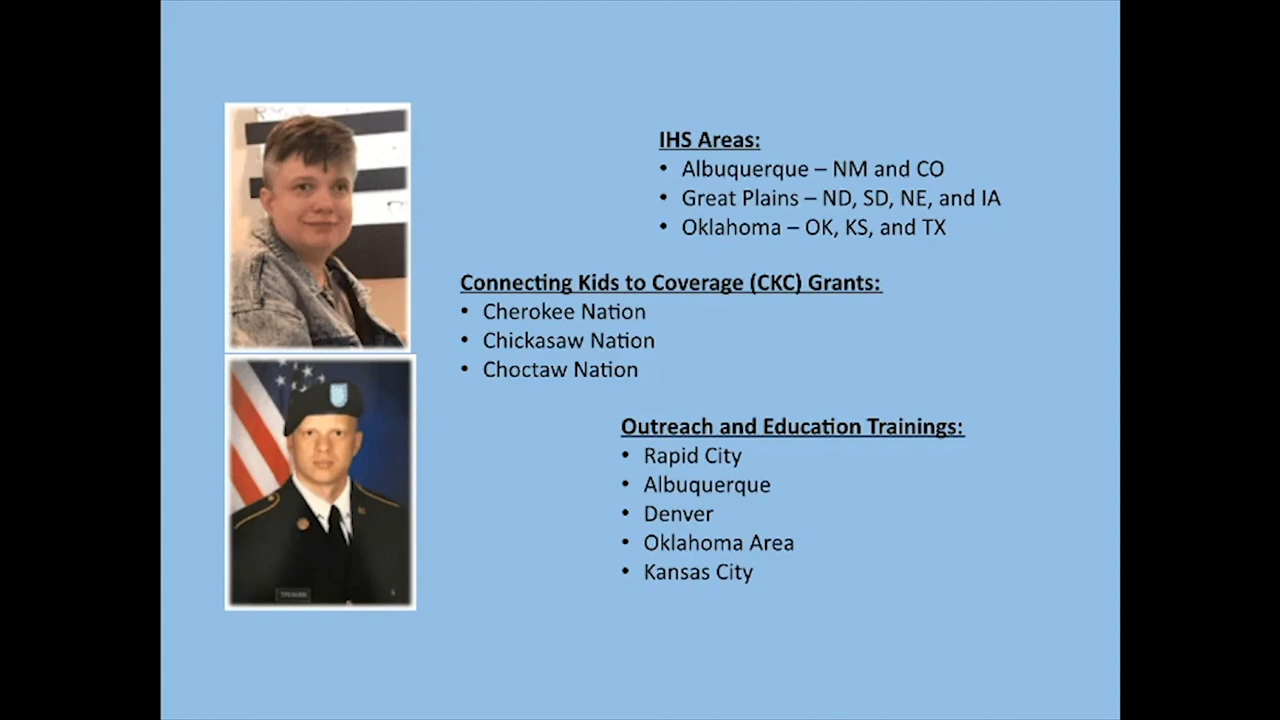 IHS Areas:
• Albuquerque – NM and CO
• Great Plains – ND, SD, NE, and IA
• Oklahoma – OK, KS, and TX
Connecting Kids to Coverage (CKC) Grants:
• Cherokee Nation
• Chickasaw Nation
• Choctaw Nation
Outreach and Education Trainings:
• Rapid City
• Albuquerque
• Denver
• Oklahoma Area
• Kansas City